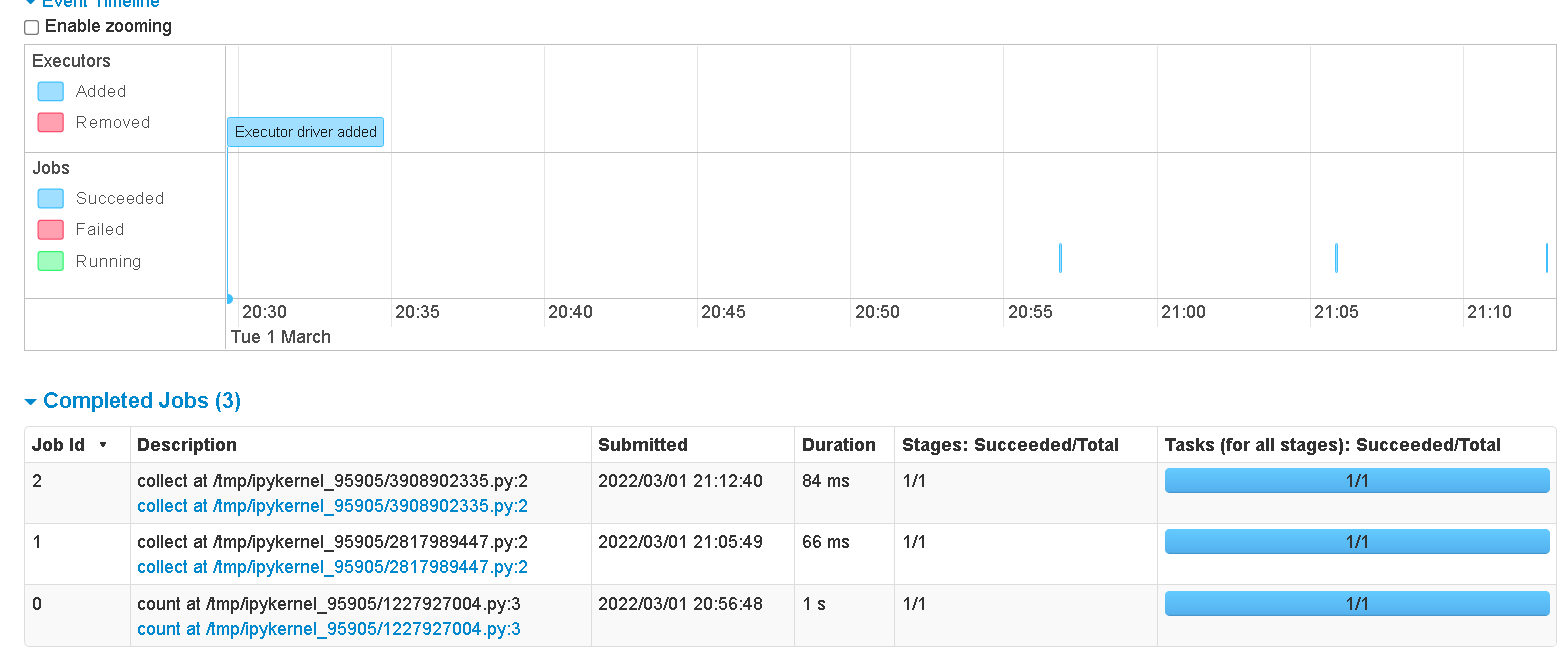 Event Timeline
Enable zooming
Executors
Added
Removed
Executor driver added
Jobs
Succeeded
Failed
Running
20:30 20:35 20:40 20:45 20:50 20:55 21:00 21:05 21:10
Tue 1 March
Completed Jobs (3)
Job Id Description Submitted Duration Stages: Succeeded/Total Tasks (for all stages): Succeeded/Total
2 collect at /tmp/ipykernel_95905/3908902335.py:2 2022/03/01 21:12:40 84 ms 1/1 1/1
collect at /tmp/ipykernel_95905/3908902335.py:2
1 collect at /tmp/ipykernel_95905/2817989447.py:2 2022/03/01 21:05:49 66 ms 1/1 1/1
collect at /tmp/ipykernel_95905/2817989447.py:2
0 count at /tmp/ipykernel_95905/1227927004.py:3 2022/03/01 20:56:48 1 s 1/1 1/1
count at /tmp/ipykernel_95905/1227927004.py:3